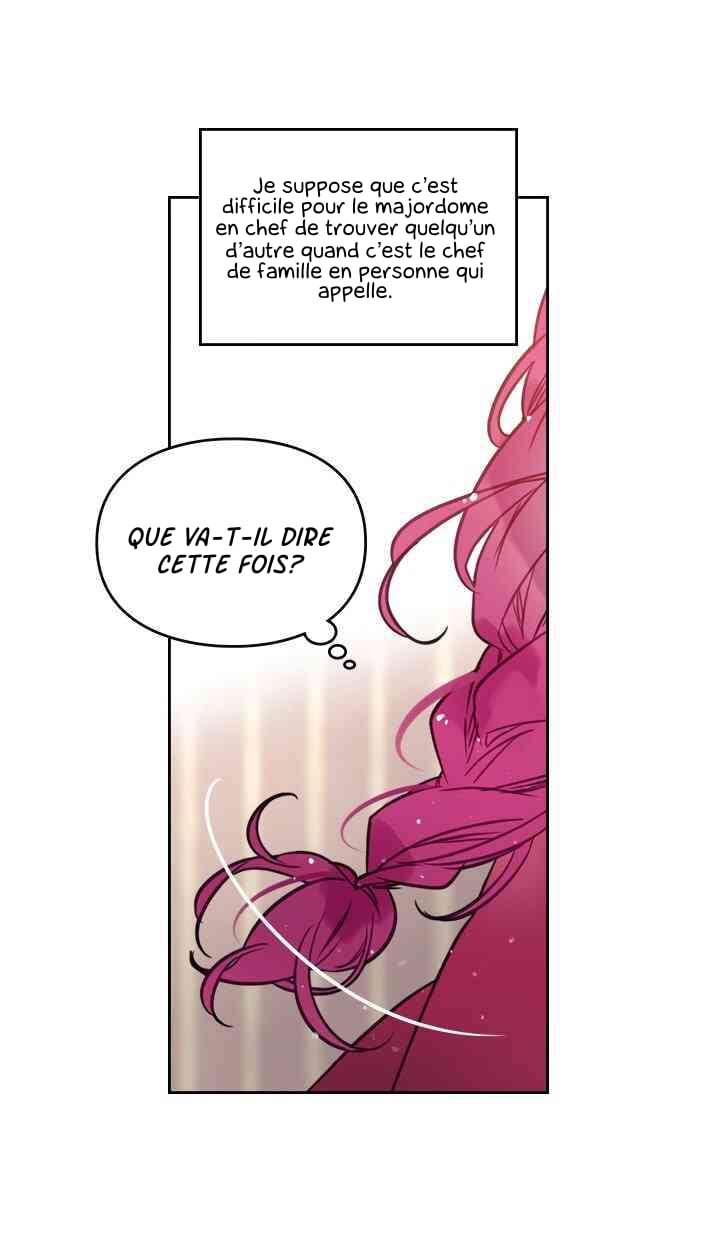 Je suppose que c'est
difficile pour le majordome
en chef de trouver quelqu'un
d'autre quand c'est le chef
de famille en personne qui
appelle.
QUE VA-T-IL DIRE
CETTE FOIS?